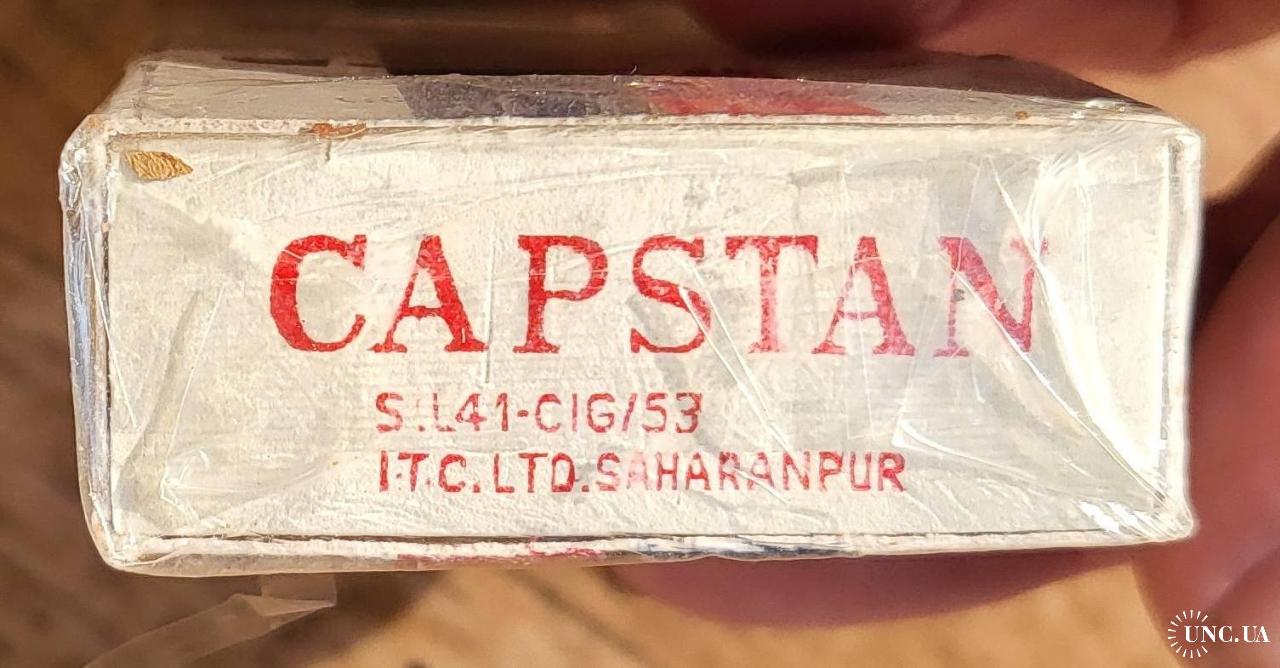 CAPSTAN
S.L41-CIG/53
I.T.C. LTD. SAHARANPUR
UNC.UA